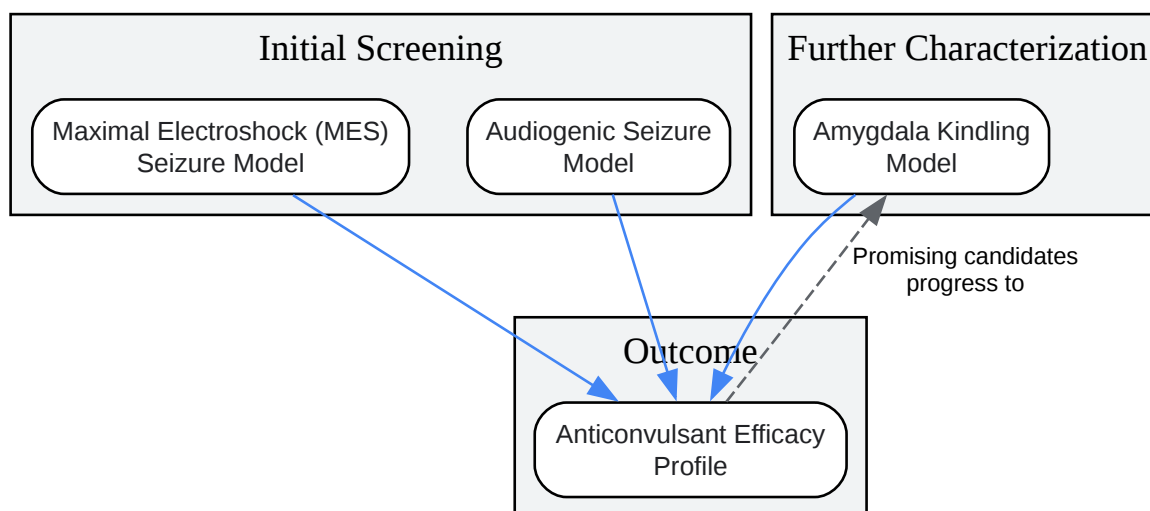 Initial Screening
Further Characterization
Maximal Electroshock (MES)
Seizure Model
Audiogenic Seizure
Model
Amygdala Kindling
Model
Promising candidates
progress to
Outcome
Anticonvulsant Efficacy
Profile